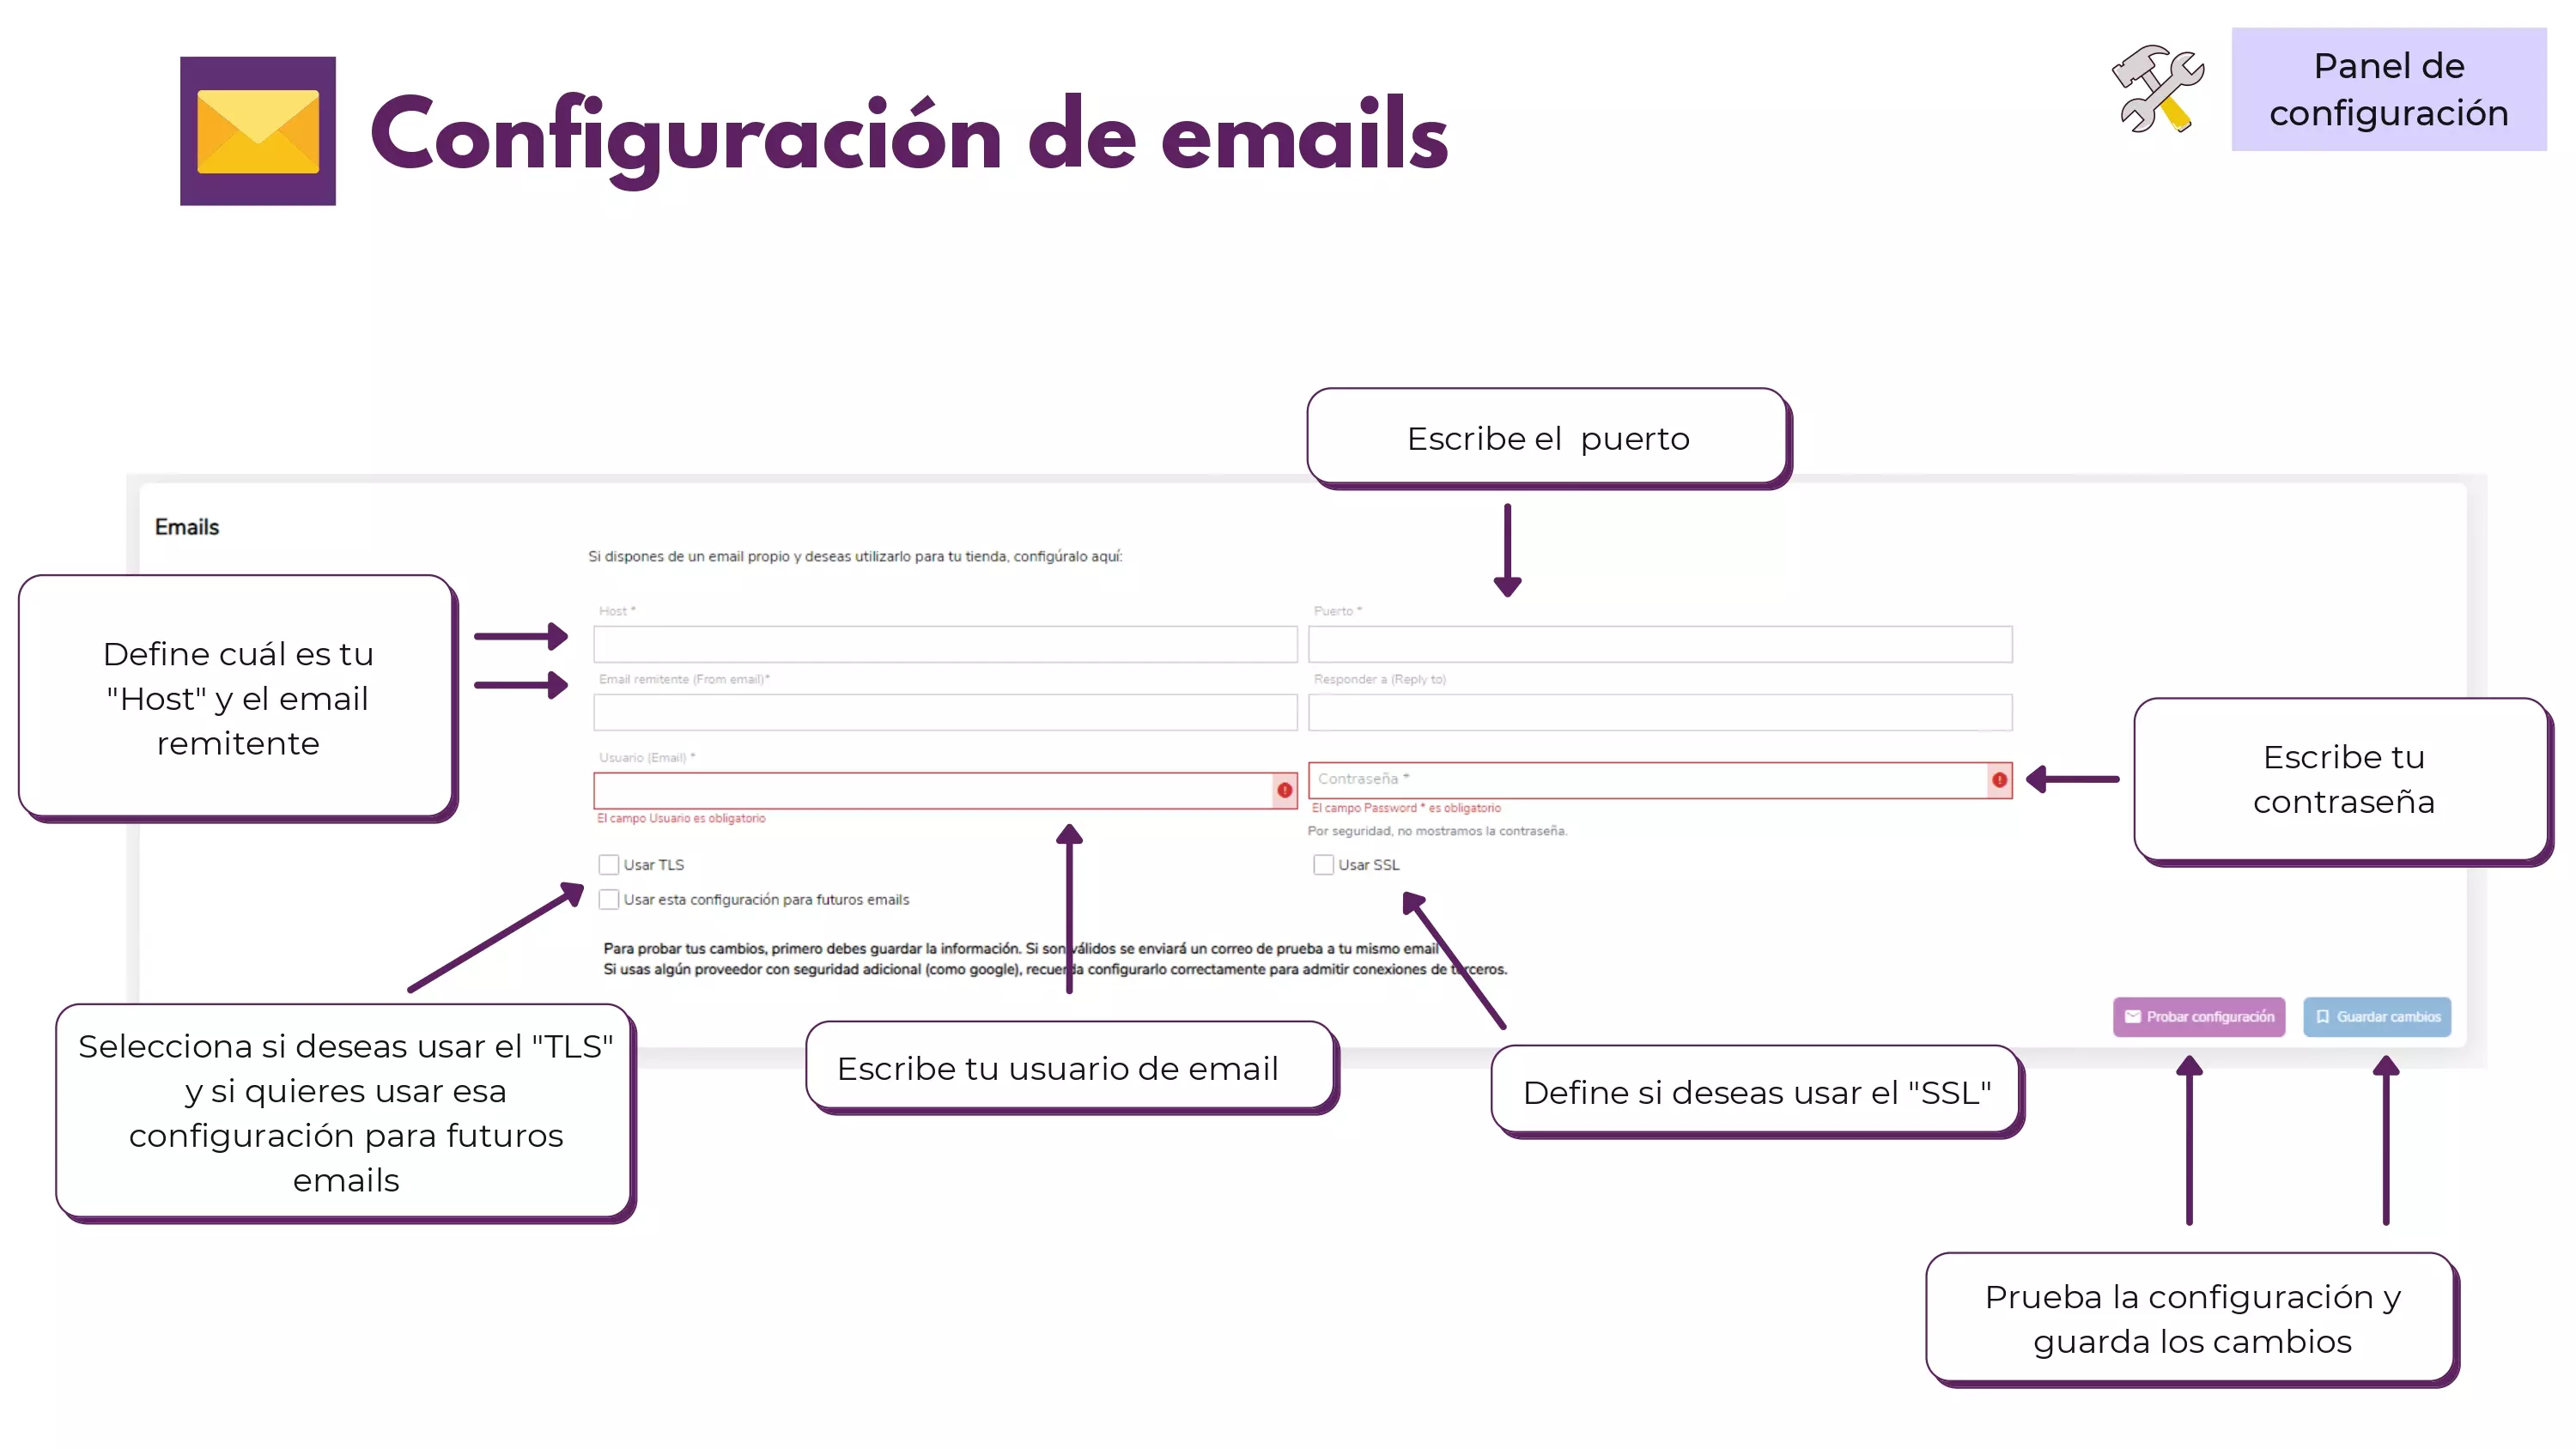 Configuración de emails
Panel de
configuración
Escribe el puerto
Emails
Si dispones de un email propio y deseas utilizarlo para tu tienda, configúralo aquí:
Define cuál es tu
"Host" y el email
remitente
Host *
Puerto *
Email remitente (From email)*
Responder a (Reply to)
Usuario (Email) *
Contraseña *
El campo Usuario es obligatorio
El campo Password * es obligatorio
Por seguridad, no mostramos la contraseña.
Escribe tu
contraseña
Usar TLS
Usar SSL
Usar esta configuración para futuros emails
Para probar tus cambios, primero debes guardar la información. Si son válidos se enviará un correo de prueba a tu mismo email
Si usas algún proveedor con seguridad adicional (como google), recuerda configurarlo correctamente para admitir conexiones de terceros.
Probar configuración
Guardar cambios
Selecciona si deseas usar el "TLS"
y si quieres usar esa
configuración para futuros
emails
Escribe tu usuario de email
Define si deseas usar el "SSL"
Prueba la configuración y
guarda los cambios